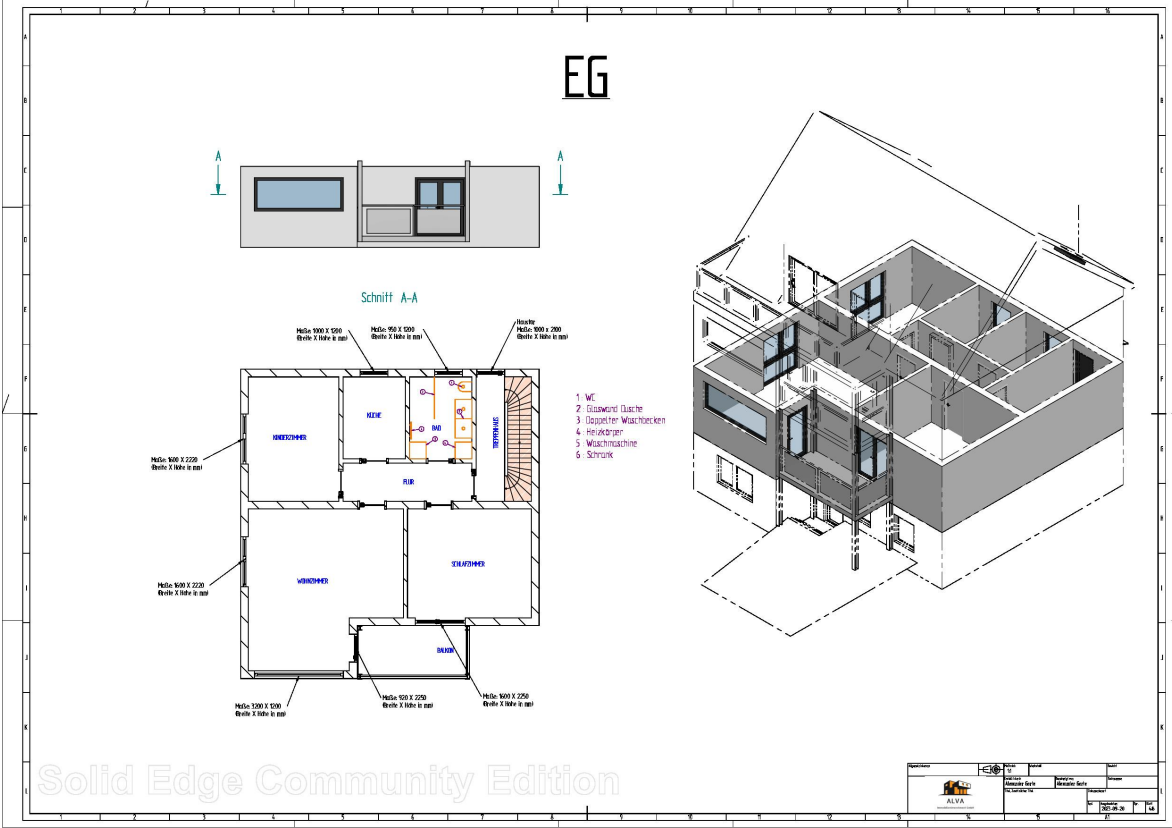 EG
A
A
Schnitt A-A
Maße: 1000 X 1200
(Breite X Höhe in mm)
Maße: 950 X 1200
(Breite X Höhe in mm)
Haustür
Maße: 1000 x 2100
(Breite X Höhe in mm)
KÜCHE
BAD
KINDERZIMMER
TREPPENHAUS
1 : WC
2 : Glaswand Dusche
3 : Doppelter Waschbecken
4 : Heizkörper
5 : Waschmaschine
6 : Schrank
Maße: 1600 X 2220
(Breite X Höhe in mm)
FLUR
SCHLAFZIMMER
WOHNZIMMER
Maße: 1600 X 2220
(Breite X Höhe in mm)
BALKON
Maße: 3200 X 1200
(Breite X Höhe in mm)
Maße: 920 X 2250
(Breite X Höhe in mm)
Maße: 1600 X 2250
(Breite X Höhe in mm)
Solid Edge Community Edition
ALVA
2023-09-20